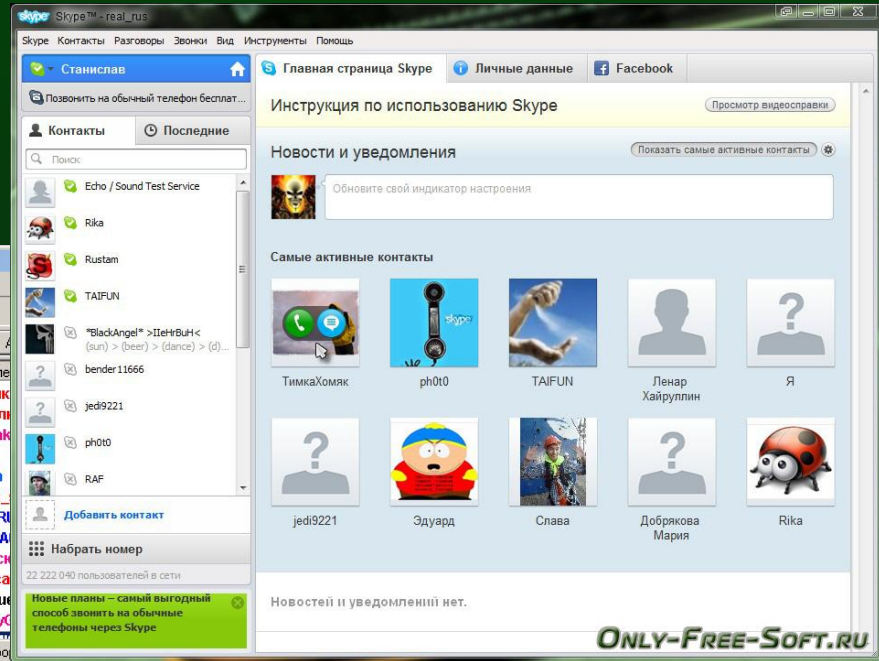 skype Skype™ - real_rus
Skype Контакты Разговоры Звонки Вид Инструменты Помощь
Станислав
Позвонить на обычный телефон бесплат...
Контакты
Последние
Поиск
Echo / Sound Test Service
Rika
Rustam
TAIFUN
*BlackAngel* >IIeHrBuH<
(sun) > (beer) > (dance) > (d)...
bender11666
jedi9221
ph0t0
RAF
Добавить контакт
Набрать номер
22 222 040 пользователей в сети
Новые планы – самый выгодный
способ звонить на обычные
телефоны через Skype
Главная страница Skype
Личные данные
Facebook
Инструкция по использованию Skype
Просмотр видеосправки
Новости и уведомления
Показать самые активные контакты
Обновите свой индикатор настроения
Самые активные контакты
skype
ТимкаХомяк
ph0t0
TAIFUN
Ленар
Хайруллин
Я
jedi9221
Эдуард
Слава
Добрякова
Мария
Rika
Новостей и уведомлений нет.
Only-Free-Soft.ru